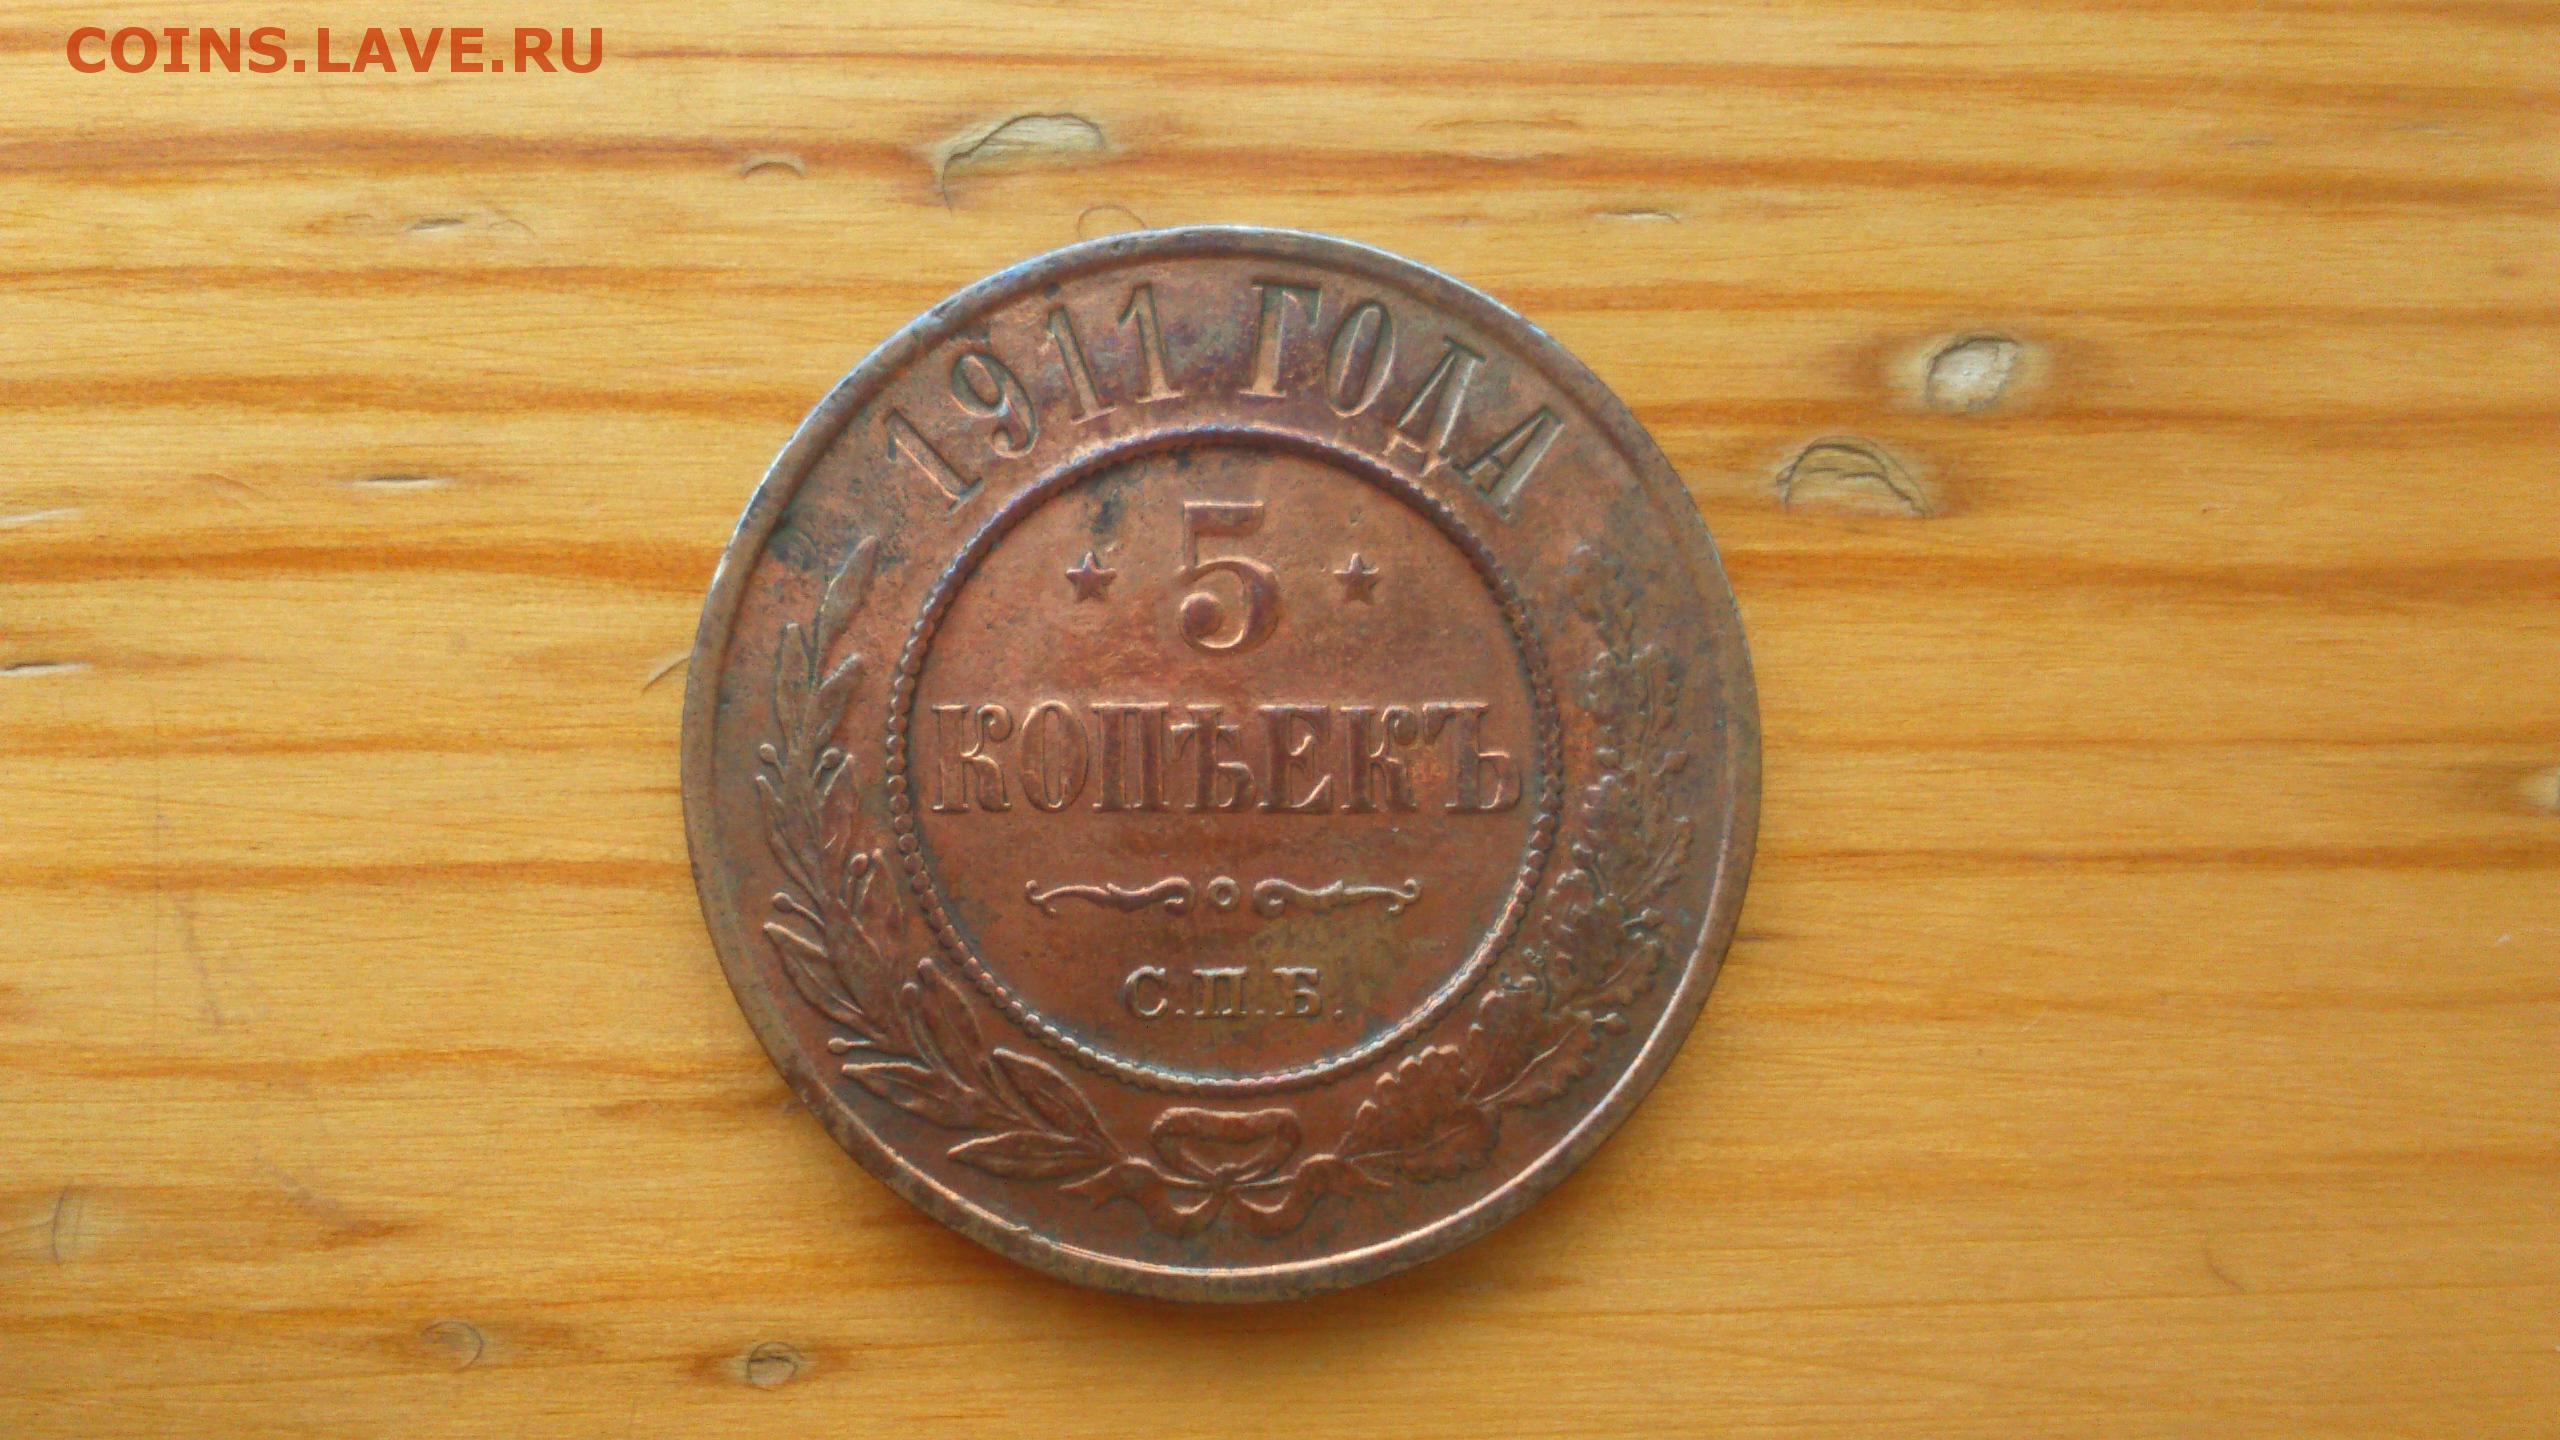 COINS.LAVE.RU
1911 ГОДА
5
КОПѢЕКЪ
С.П.Б.